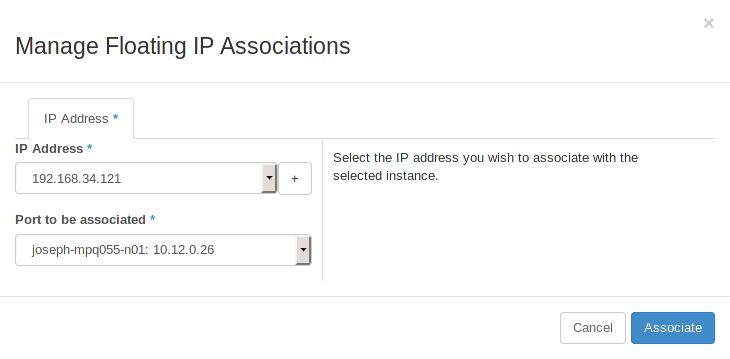 ×
Manage Floating IP Associations
IP Address *
IP Address *
192.168.34.121
+
Select the IP address you wish to associate with the
selected instance.
Port to be associated *
joseph-mpq055-n01: 10.12.0.26
Cancel
Associate